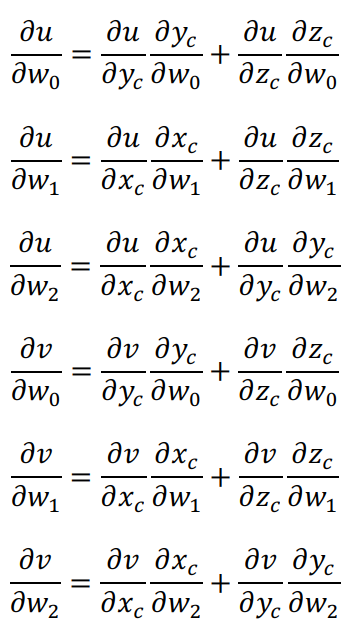 ∂u/∂w₀ = ∂u/∂y_c ∂y_c/∂w₀ + ∂u/∂z_c ∂z_c/∂w₀
∂u/∂w₁ = ∂u/∂x_c ∂x_c/∂w₁ + ∂u/∂z_c ∂z_c/∂w₁
∂u/∂w₂ = ∂u/∂x_c ∂x_c/∂w₂ + ∂u/∂y_c ∂y_c/∂w₂
∂v/∂w₀ = ∂v/∂y_c ∂y_c/∂w₀ + ∂v/∂z_c ∂z_c/∂w₀
∂v/∂w₁ = ∂v/∂x_c ∂x_c/∂w₁ + ∂v/∂z_c ∂z_c/∂w₁
∂v/∂w₂ = ∂v/∂x_c ∂x_c/∂w₂ + ∂v/∂y_c ∂y_c/∂w₂